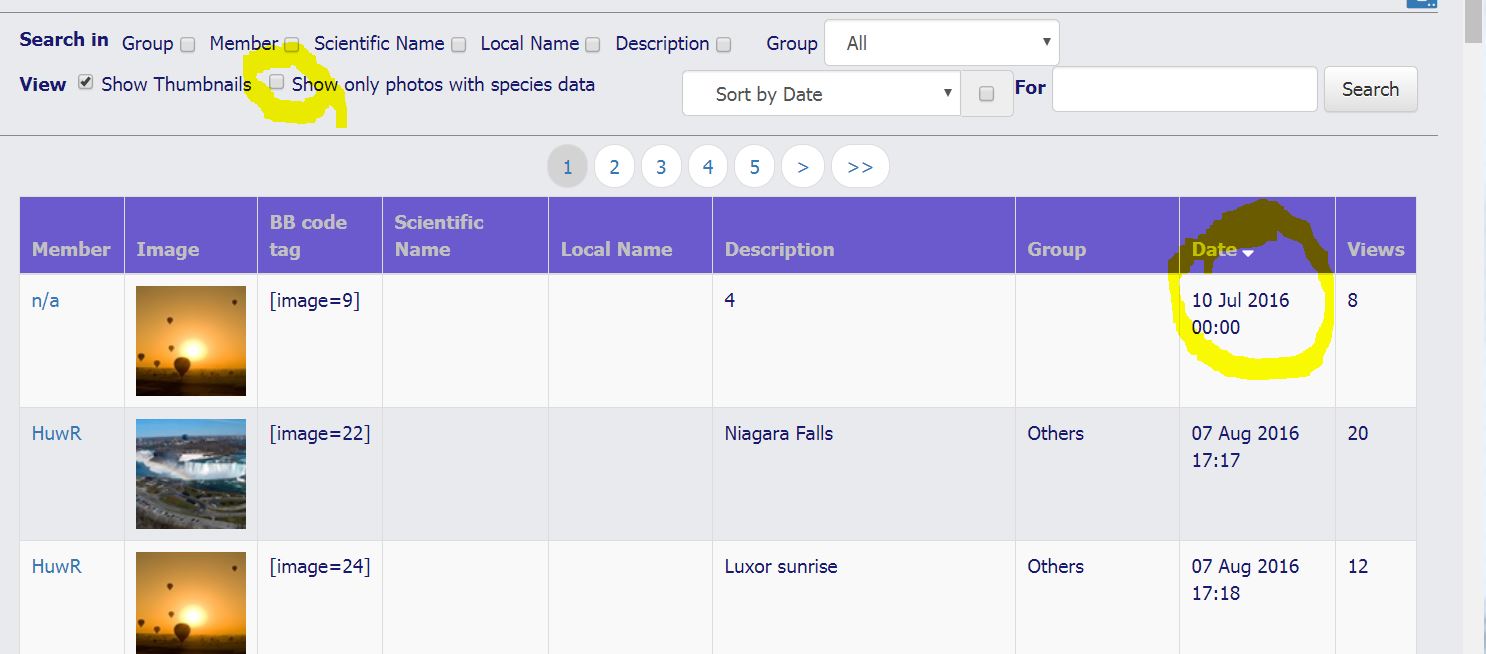 Search in Group Member Scientific Name Local Name Description Group All
View Show Thumbnails Show only photos with species data Sort by Date For Search
1 2 3 4 5 > >>
Member Image BB code tag Scientific Name Local Name Description Group Date Views
n/a [image=9] 4 10 Jul 2016 00:00 8
HuwR [image=22] Niagara Falls Others 07 Aug 2016 17:17 20
HuwR [image=24] Luxor sunrise Others 07 Aug 2016 17:18 12